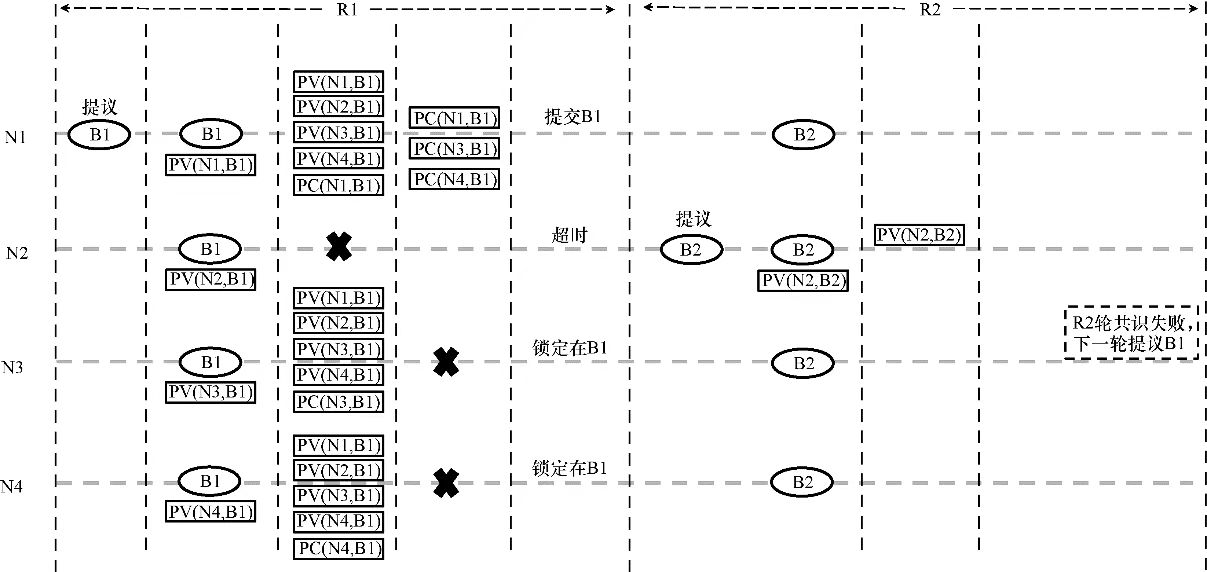 R1
R2
N1
提议
B1
B1
PV(N1,B1)
PV(N1,B1)
PV(N2,B1)
PV(N3,B1)
PV(N4,B1)
PC(N1,B1)
PC(N1,B1)
PC(N3,B1)
PC(N4,B1)
提交B1
B2
N2
B1
PV(N2,B1)
超时
提议
B2
B2
PV(N2,B2)
PV(N2,B2)
N3
B1
PV(N3,B1)
PV(N1,B1)
PV(N2,B1)
PV(N3,B1)
PV(N4,B1)
PC(N3,B1)
锁定在B1
B2
R2轮共识失败,
下一轮提议B1
N4
B1
PV(N4,B1)
PV(N1,B1)
PV(N2,B1)
PV(N3,B1)
PV(N4,B1)
PC(N4,B1)
锁定在B1
B2